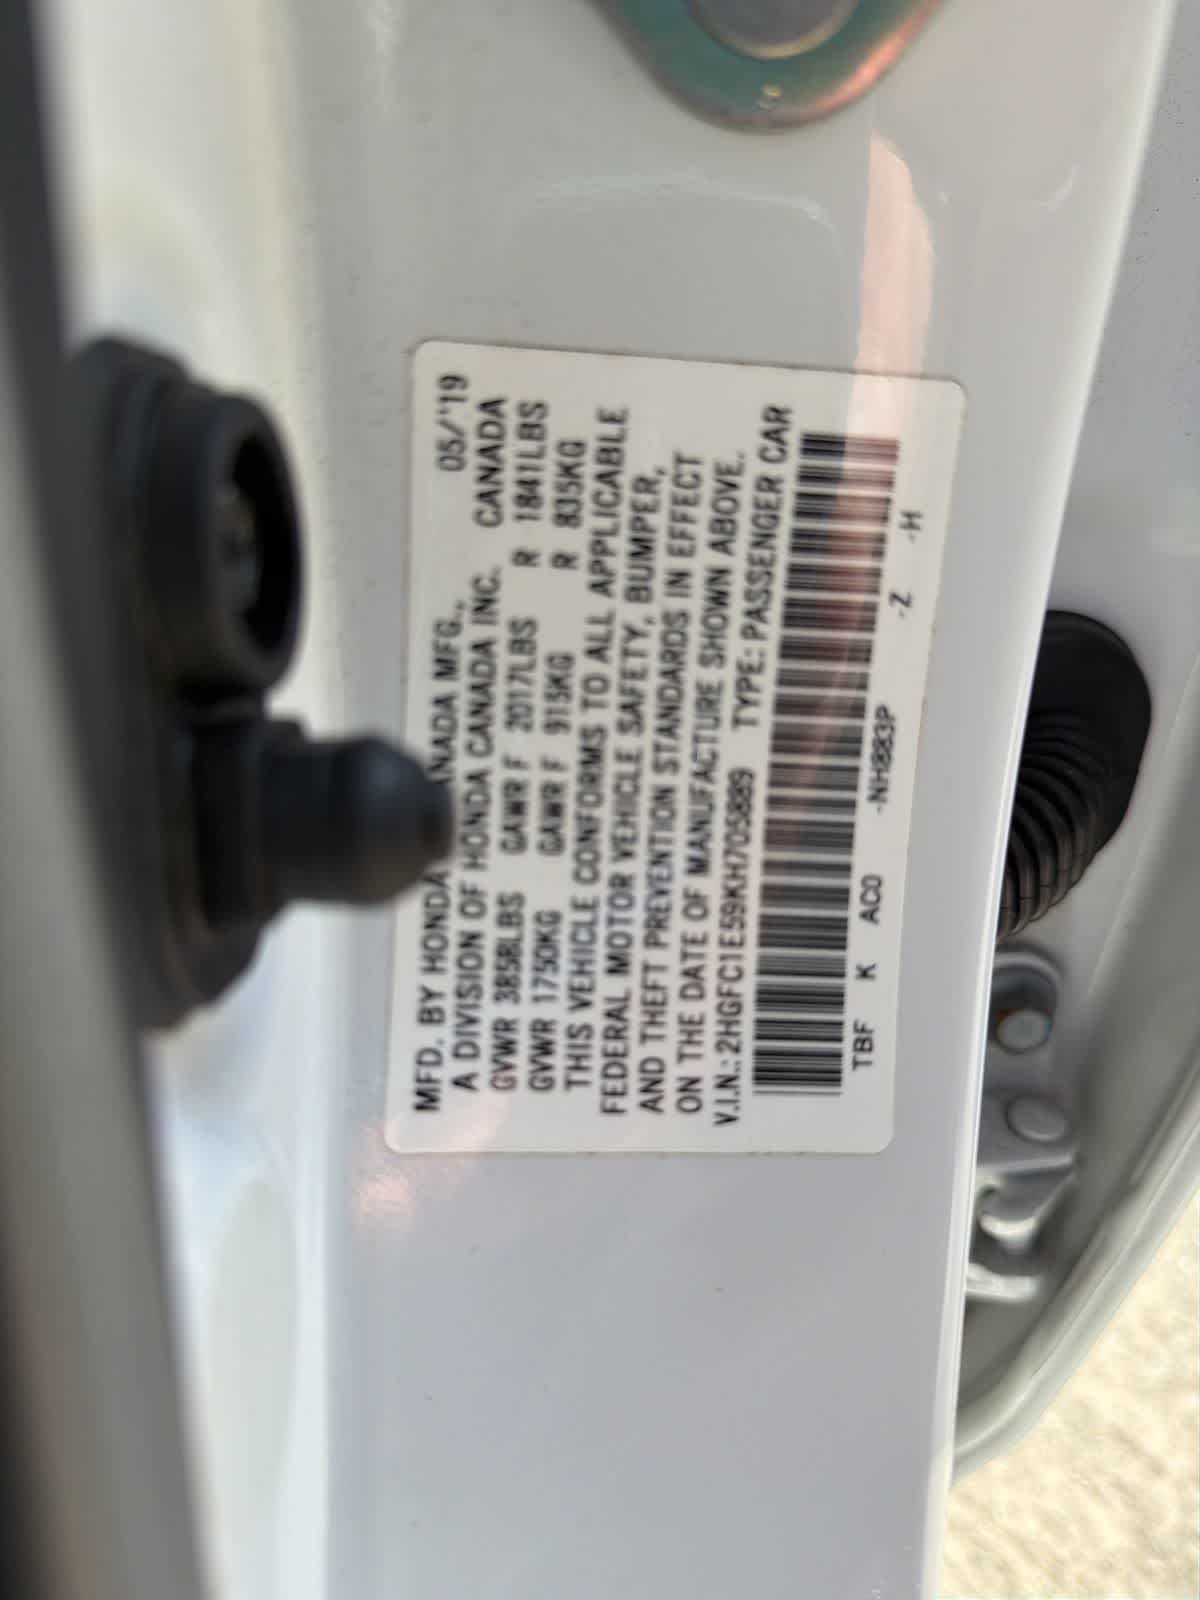 MFD. BY HONDA ANADA MFG., 05/'19
A DIVISION OF HONDA CANADA INC. CANADA
GVWR 3858LBS GAWR F 2017LBS R 1841LBS
GVWR 1750KG GAWR F 915KG R 835KG
THIS VEHICLE CONFORMS TO ALL APPLICABLE
FEDERAL MOTOR VEHICLE SAFETY, BUMPER,
AND THEFT PREVENTION STANDARDS IN EFFECT
ON THE DATE OF MANUFACTURE SHOWN ABOVE.
V.I.N.: 2HGFC1E59KH705889 TYPE: PASSENGER CAR
TBF K AC0 -NH883P -Z -H